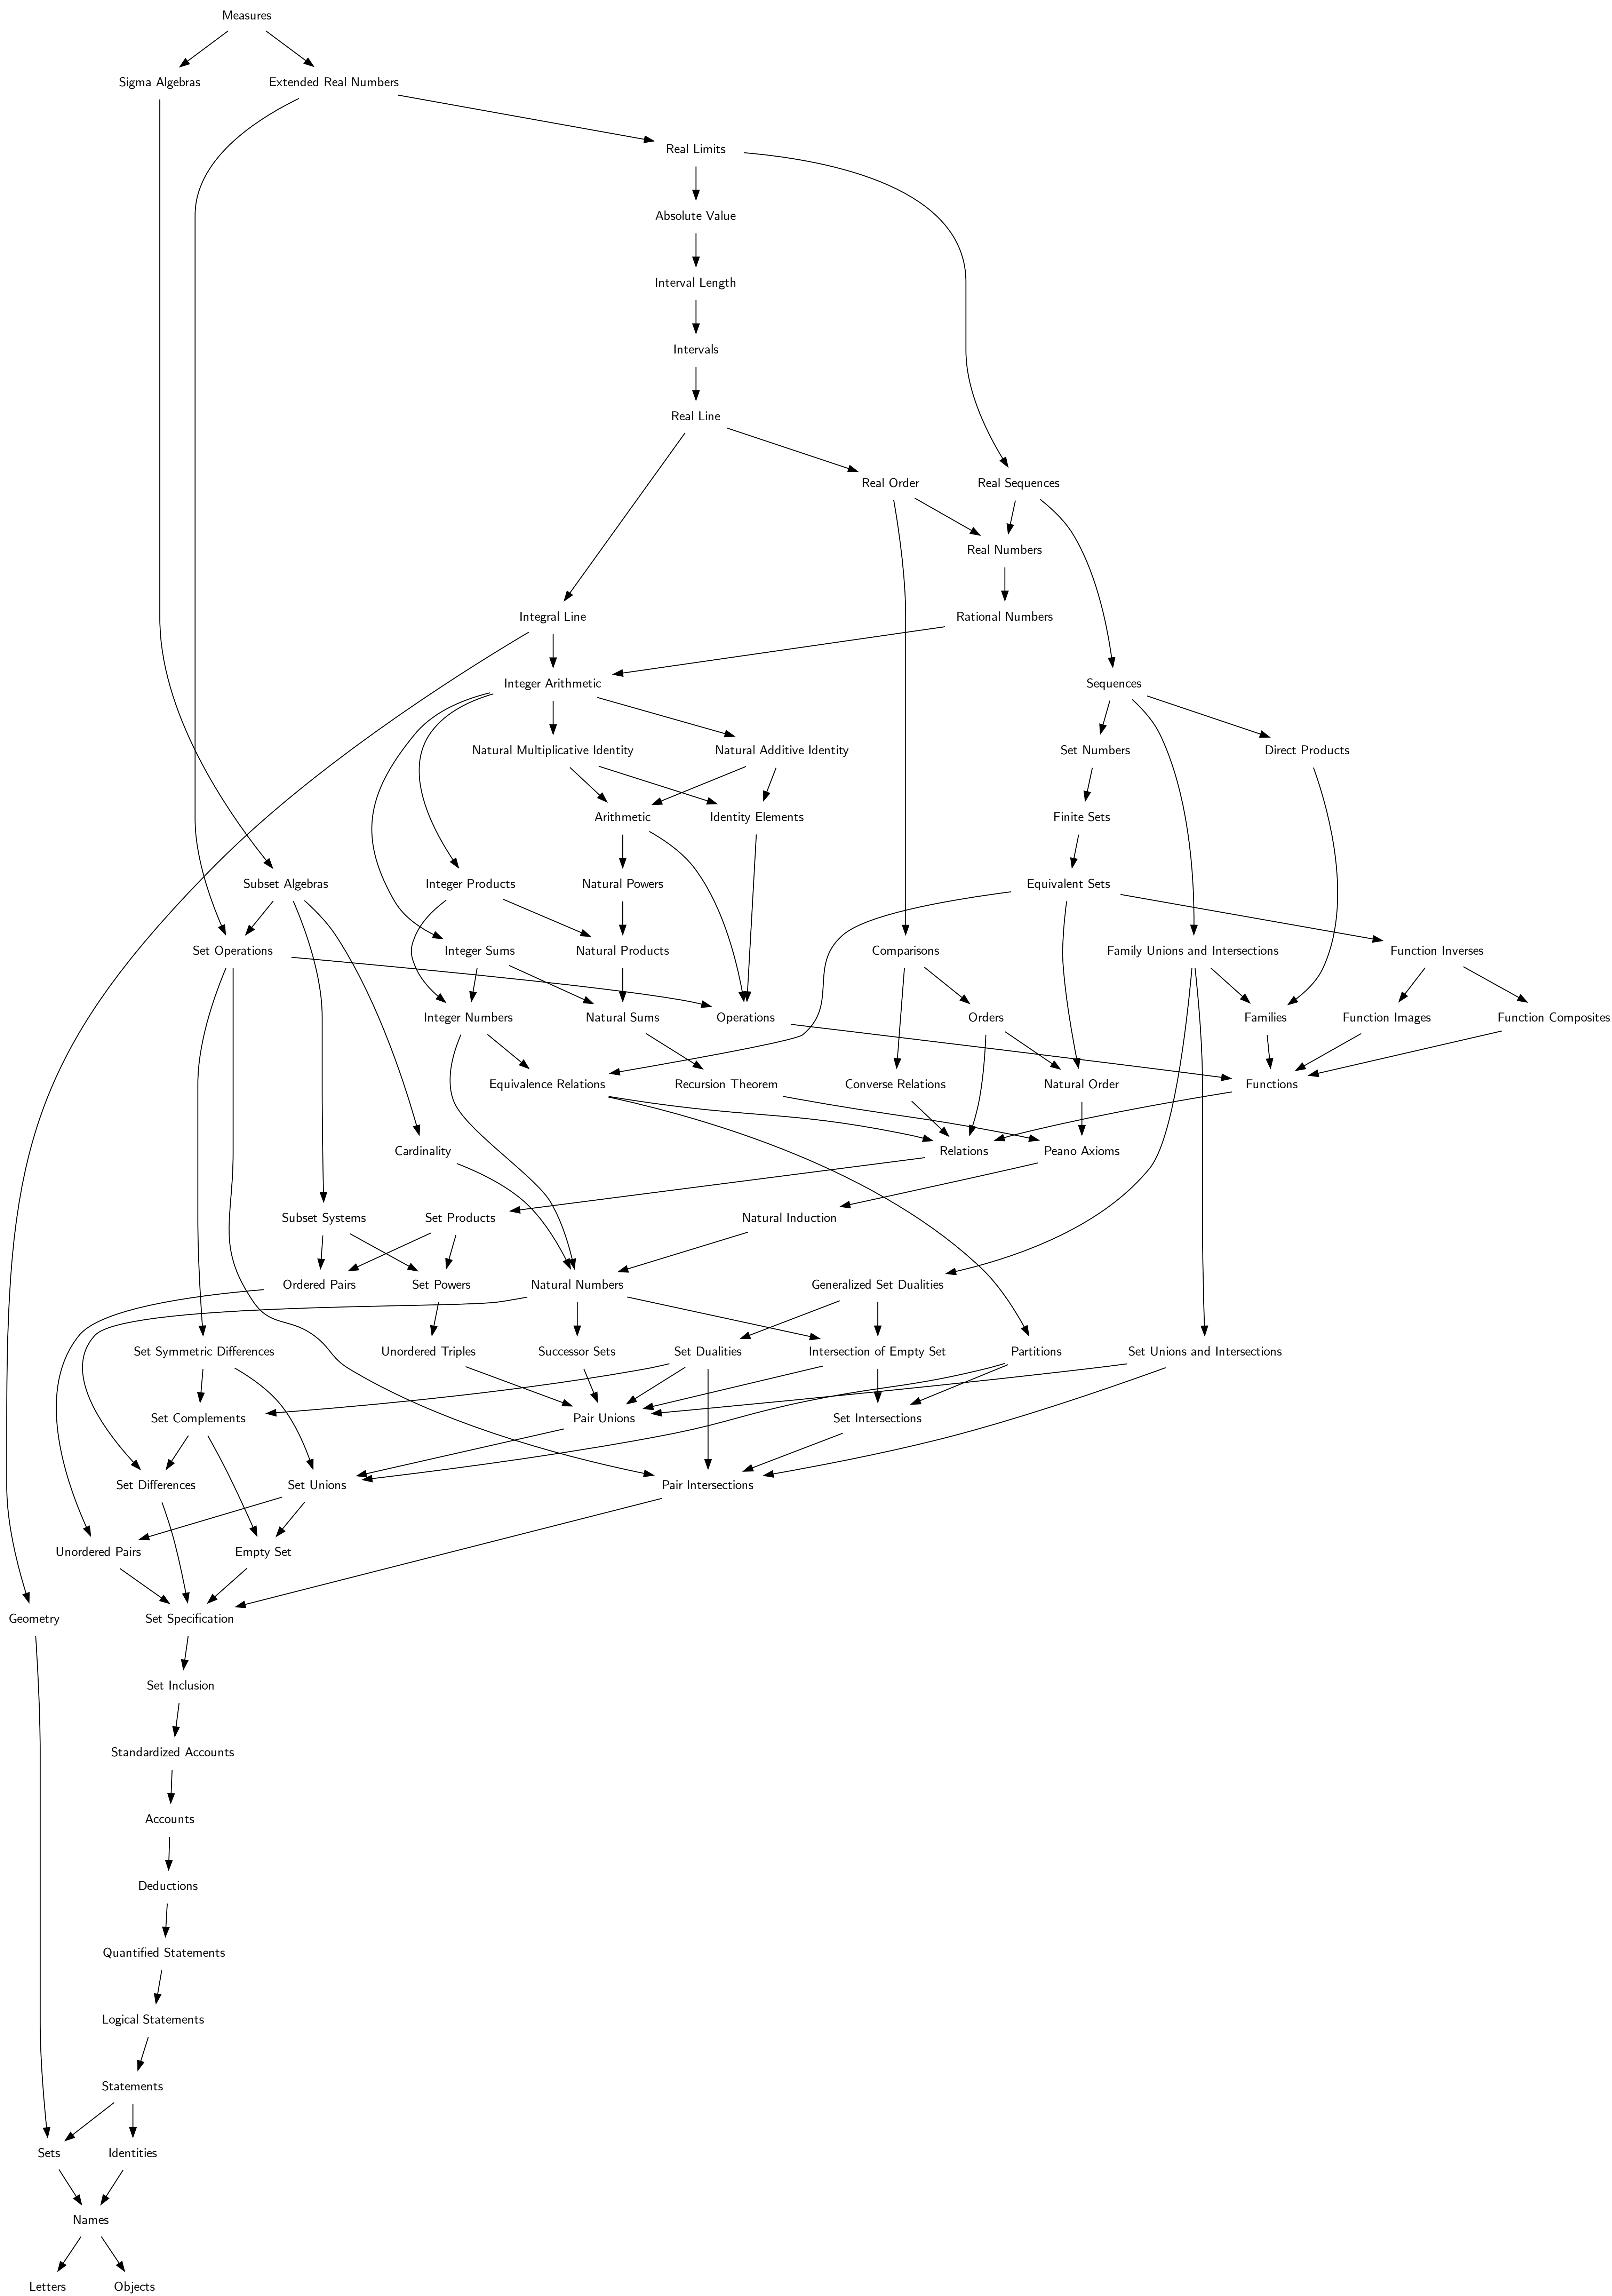 Measures
Sigma Algebras
Extended Real Numbers
Real Limits
Absolute Value
Interval Length
Intervals
Real Line
Real Order
Real Sequences
Real Numbers
Integral Line
Rational Numbers
Integer Arithmetic
Sequences
Natural Multiplicative Identity
Natural Additive Identity
Set Numbers
Direct Products
Arithmetic
Identity Elements
Finite Sets
Subset Algebras
Integer Products
Natural Powers
Equivalent Sets
Set Operations
Integer Sums
Natural Products
Comparisons
Family Unions and Intersections
Function Inverses
Integer Numbers
Natural Sums
Operations
Orders
Families
Function Images
Function Composites
Equivalence Relations
Recursion Theorem
Converse Relations
Natural Order
Functions
Cardinality
Relations
Peano Axioms
Subset Systems
Set Products
Natural Induction
Ordered Pairs
Set Powers
Natural Numbers
Generalized Set Dualities
Set Symmetric Differences
Unordered Triples
Successor Sets
Set Dualities
Intersection of Empty Set
Partitions
Set Unions and Intersections
Set Complements
Pair Unions
Set Intersections
Set Differences
Set Unions
Pair Intersections
Unordered Pairs
Empty Set
Geometry
Set Specification
Set Inclusion
Standardized Accounts
Accounts
Deductions
Quantified Statements
Logical Statements
Statements
Sets
Identities
Names
Letters
Objects